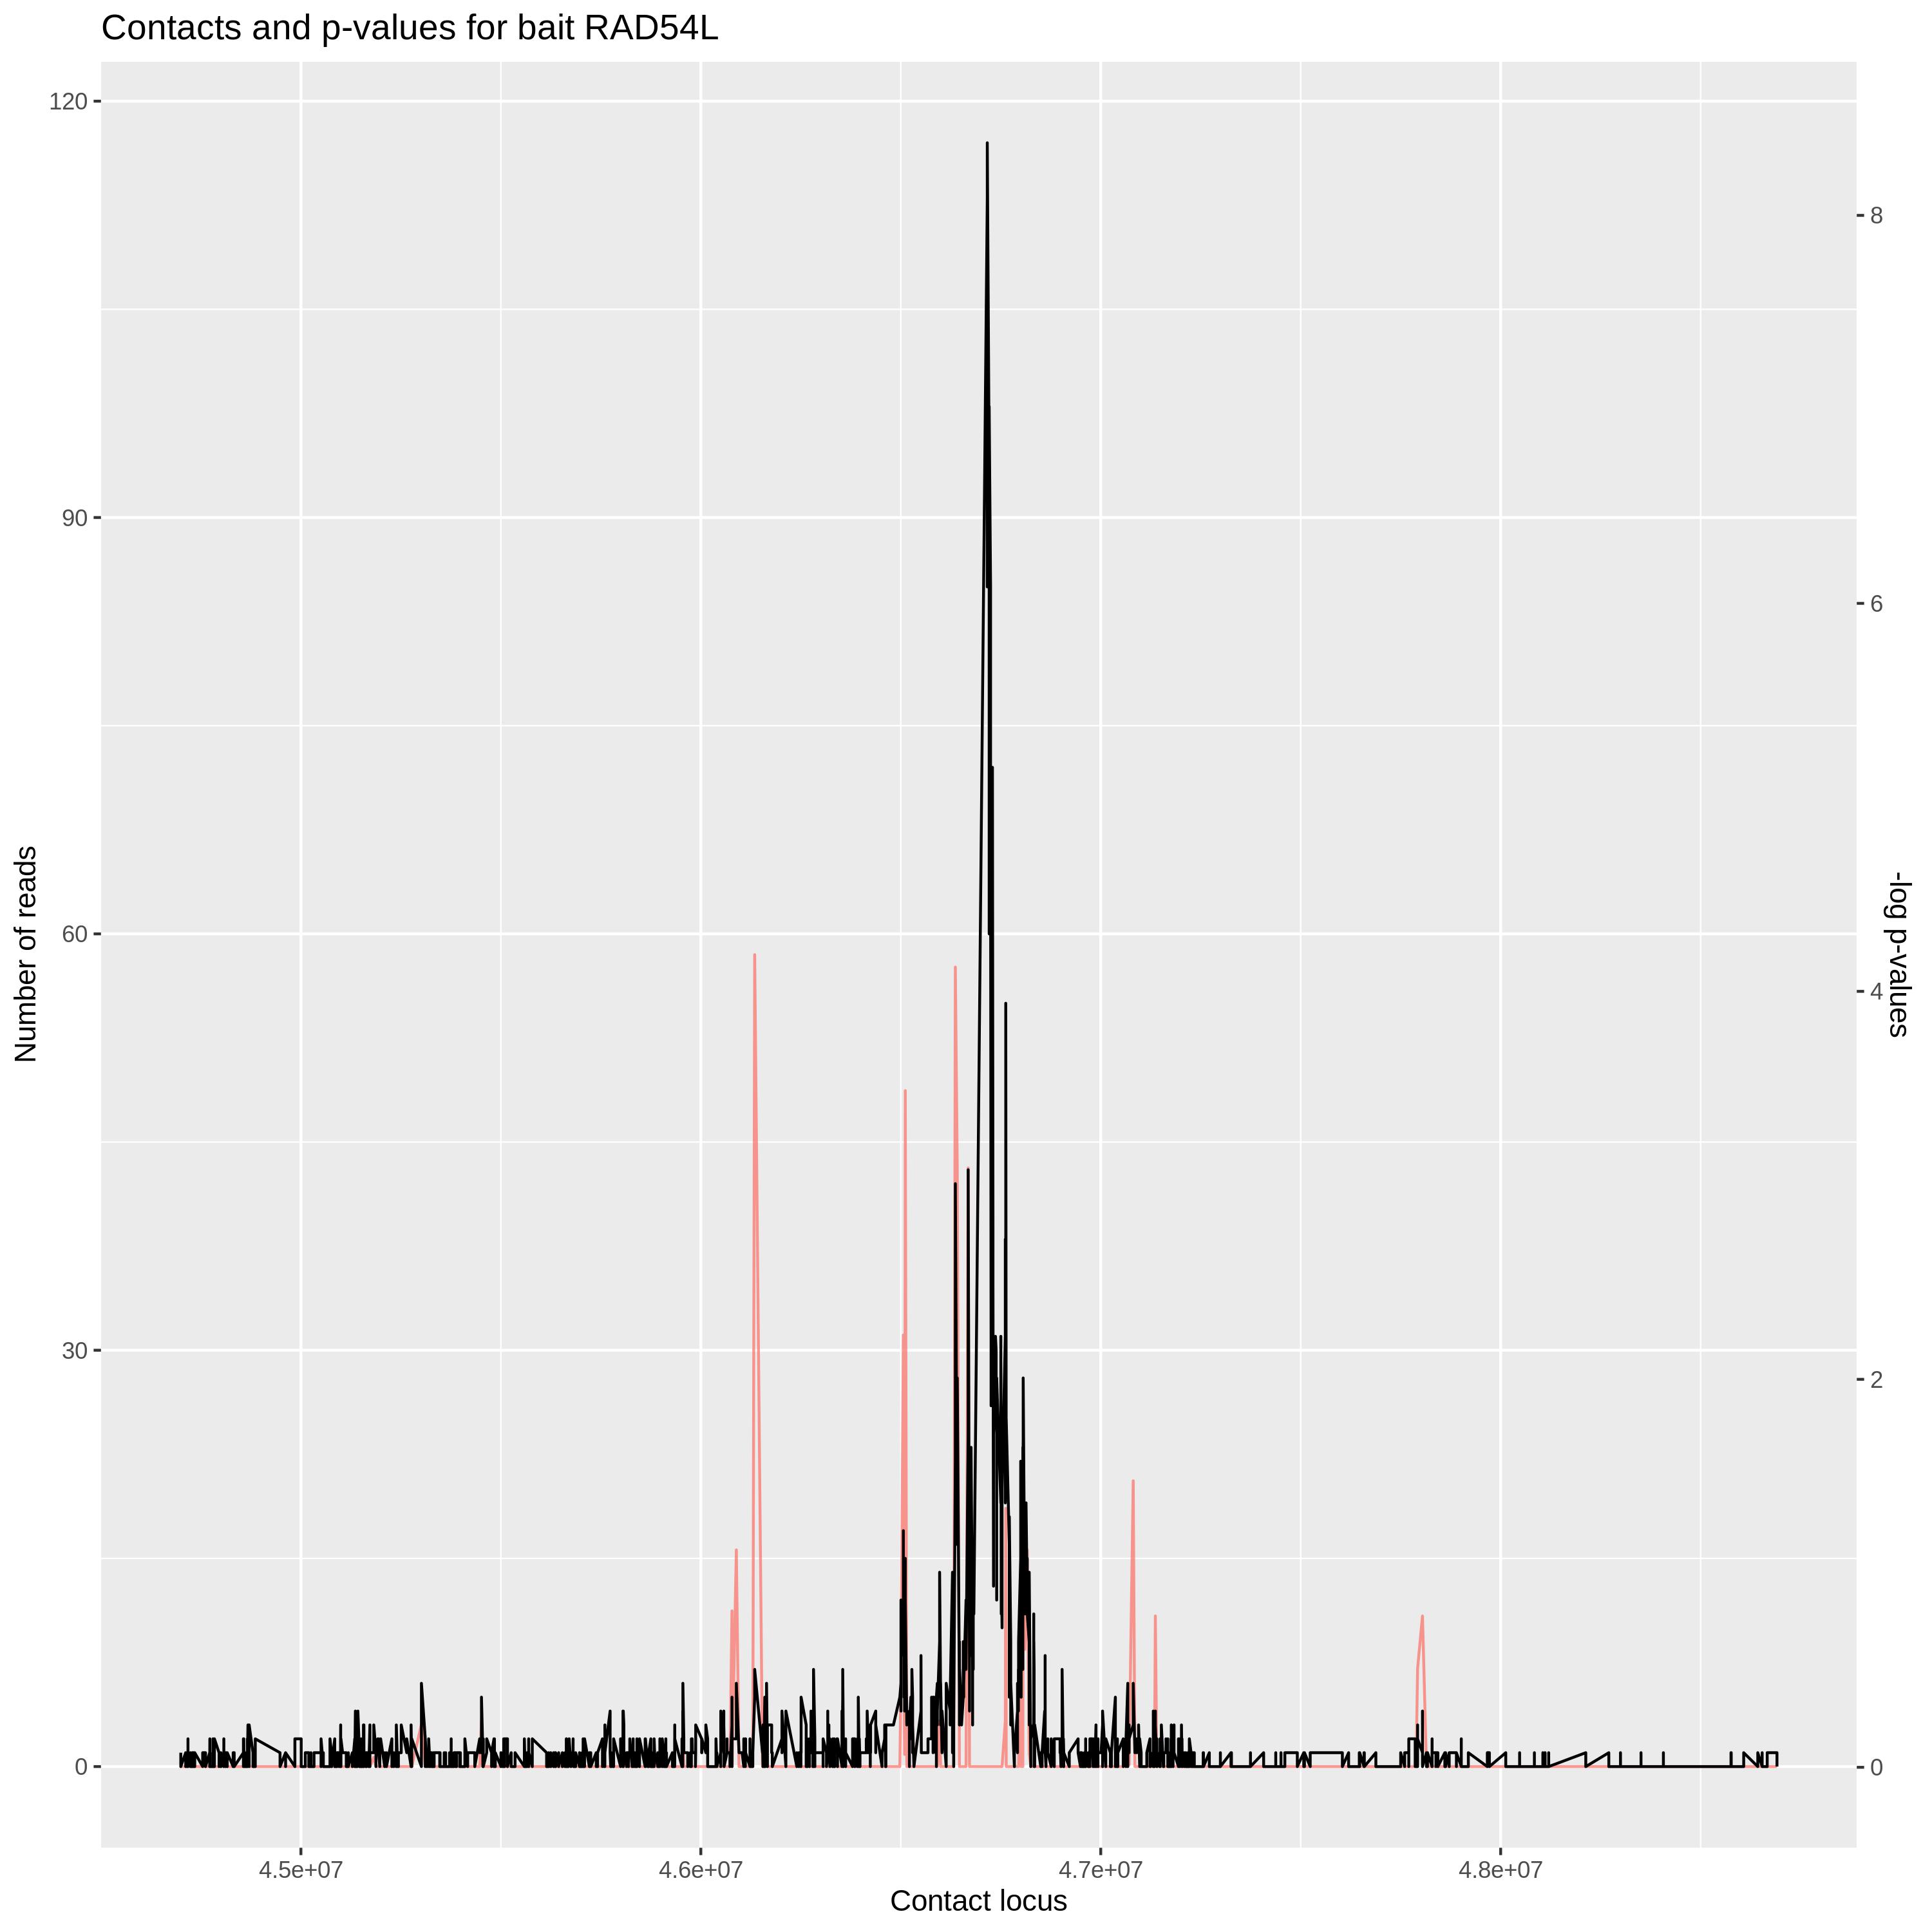 Contacts and p-values for bait RAD54L
120
90
60
30
0
Number of reads
8
6
4
2
0
-log p-values
4.5e+07 4.6e+07 4.7e+07 4.8e+07
Contact locus